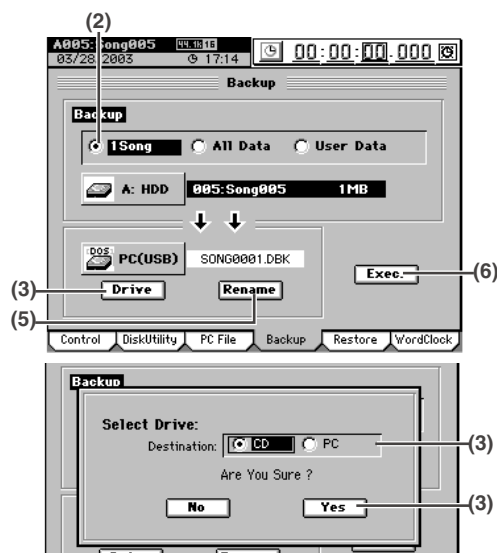 (2)
A005:Song005 44.1k16 00:00:00.000
03/28/2003 17:14
Backup
Backup
1Song All Data User Data
A: HDD 005:Song005 1MB
DOS PC(USB) SONG0001.DBK
Exec. (6)
(3) Drive Rename
(5)
Control DiskUtility PC File Backup Restore WordClock
Backup
Select Drive:
Destination: CD PC (3)
Are You Sure ?
No Yes (3)